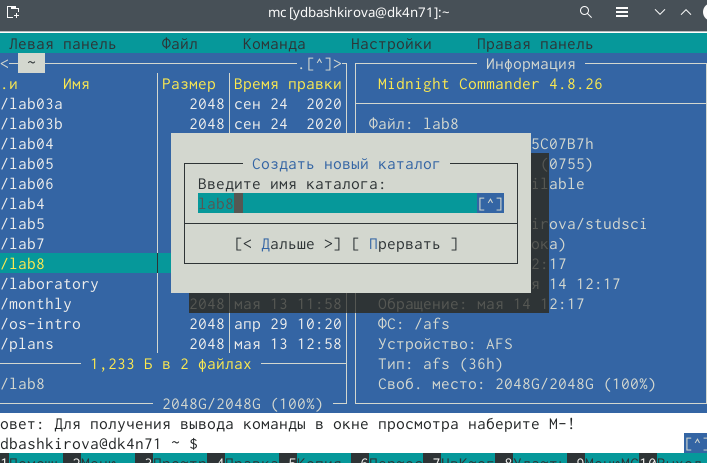 mc [ydbashkirova@dk4n71]:~
Левая панель Файл Команда Настройки Правая панель
<— ~ .[^]> Информация
.и Имя Размер Время правки Midnight Commander 4.8.26
/lab03a 2048 сен 24 2020
/lab03b 2048 сен 24 2020 Файл: lab8
/lab04 5C07B7h
/lab05 Создать новый каталог (0755)
/lab06 Введите имя каталога: ilable
/lab4 lab8 [^]
/lab5 irova/studsci
/lab7 [< Дальше >] [ Прервать ] ока)
/lab8 12:17
/laboratory я 14 12:17
/monthly 2048 мая 13 11:58 Обращение: мая 14 12:17
/os-intro 2048 апр 29 10:20 ФС: /afs
/plans 2048 мая 13 12:58 Устройство: AFS
1,233 Б в 2 файлах Тип: afs (36h)
/lab8 Своб. место: 2048G/2048G (100%)
2048G/2048G (100%)
овет: Для получения вывода команды в окне просмотра наберите M-!
dbashkirova@dk4n71 ~ $ [^]